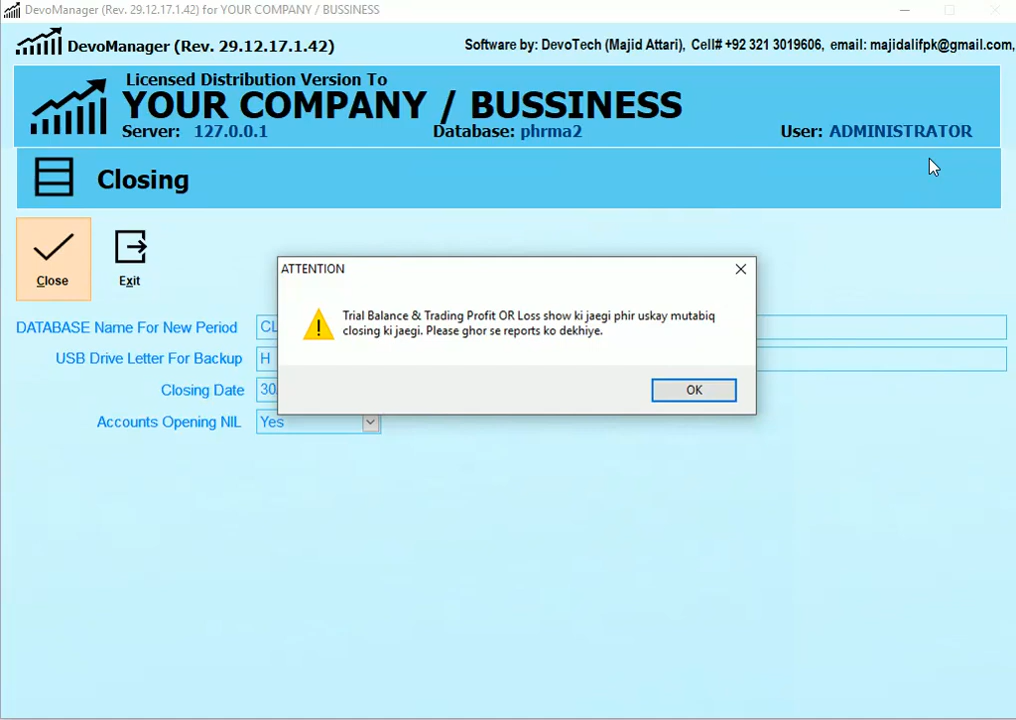 DevoManager (Rev. 29.12.17.1.42) for YOUR COMPANY / BUSSINESS
DevoManager (Rev. 29.12.17.1.42)
Software by: DevoTech (Majid Attari), Cell# +92 321 3019606, email: majidalifpk@gmail.com,
Licensed Distribution Version To
YOUR COMPANY / BUSSINESS
Server: 127.0.0.1 Database: phrma2 User: ADMINISTRATOR
Closing
Close Exit
ATTENTION
Trial Balance & Trading Profit OR Loss show ki jaegi phir uskay mutabiq
closing ki jaegi. Please ghor se reports ko dekhiye.
OK
DATABASE Name For New Period CL
USB Drive Letter For Backup H
Closing Date 30
Accounts Opening NIL Yes